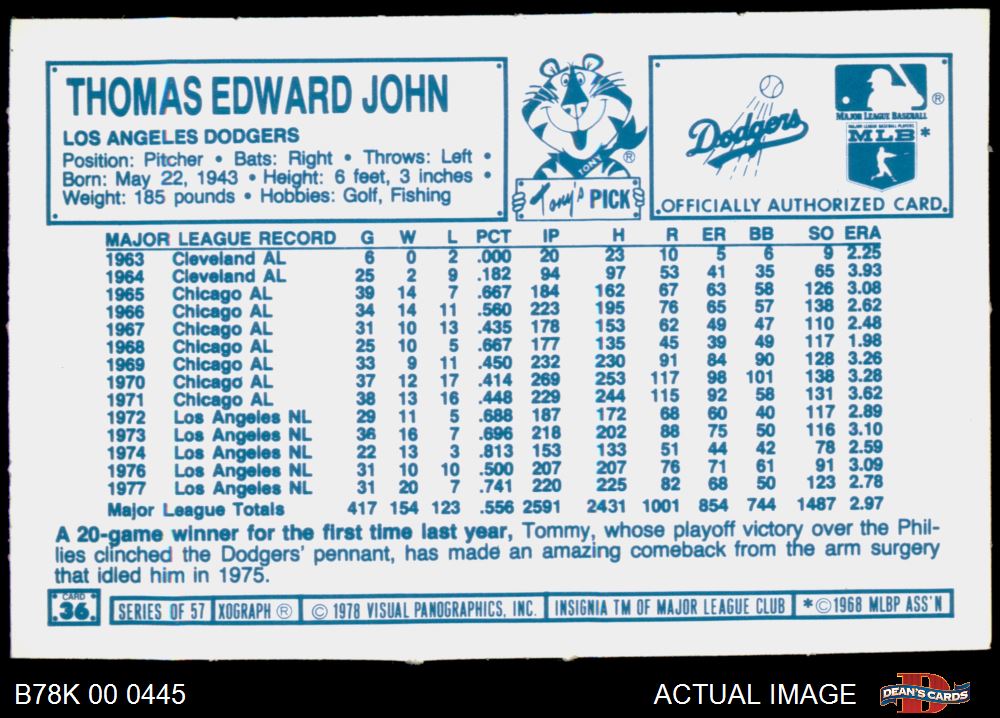 THOMAS EDWARD JOHN
LOS ANGELES DODGERS
Position: Pitcher • Bats: Right • Throws: Left •
Born: May 22, 1943 • Height: 6 feet, 3 inches •
Weight: 185 pounds • Hobbies: Golf, Fishing
TONY ®
Tony's PICK
Dodgers
®
MAJOR LEAGUE BASEBALL
MAJOR LEAGUE BASEBALL PLAYERS
MLB *
OFFICIALLY AUTHORIZED CARD
MAJOR LEAGUE RECORD G W L PCT IP H R ER BB SO ERA
1963 Cleveland AL 6 0 2 .000 20 23 10 5 6 9 2.25
1964 Cleveland AL 25 2 9 .182 94 97 53 41 35 65 3.93
1965 Chicago AL 39 14 7 .667 184 162 67 63 58 126 3.08
1966 Chicago AL 34 14 11 .560 223 195 76 65 57 138 2.62
1967 Chicago AL 31 10 13 .435 178 153 62 49 47 110 2.48
1968 Chicago AL 25 10 5 .667 177 135 45 39 49 117 1.98
1969 Chicago AL 33 9 11 .450 232 230 91 84 90 128 3.26
1970 Chicago AL 37 12 17 .414 269 253 117 98 101 138 3.28
1971 Chicago AL 38 13 16 .448 229 244 115 92 58 131 3.62
1972 Los Angeles NL 29 11 5 .688 187 172 68 60 40 117 2.89
1973 Los Angeles NL 36 16 7 .696 218 202 88 75 50 116 3.10
1974 Los Angeles NL 22 13 3 .813 153 133 51 44 42 78 2.59
1976 Los Angeles NL 31 10 10 .500 207 207 76 71 61 91 3.09
1977 Los Angeles NL 31 20 7 .741 220 225 82 68 50 123 2.78
Major League Totals 417 154 123 .556 2591 2431 1001 854 744 1487 2.97
A 20-game winner for the first time last year, Tommy, whose playoff victory over the Phil-
lies clinched the Dodgers' pennant, has made an amazing comeback from the arm surgery
that idled him in 1975.
CARD
36
SERIES OF 57 XOGRAPH ® © 1978 VISUAL PANOGRAPHICS, INC. INSIGNIA TM OF MAJOR LEAGUE CLUB *©1968 MLBP ASS'N
B78K 00 0445 ACTUAL IMAGE DEAN'S CARDS